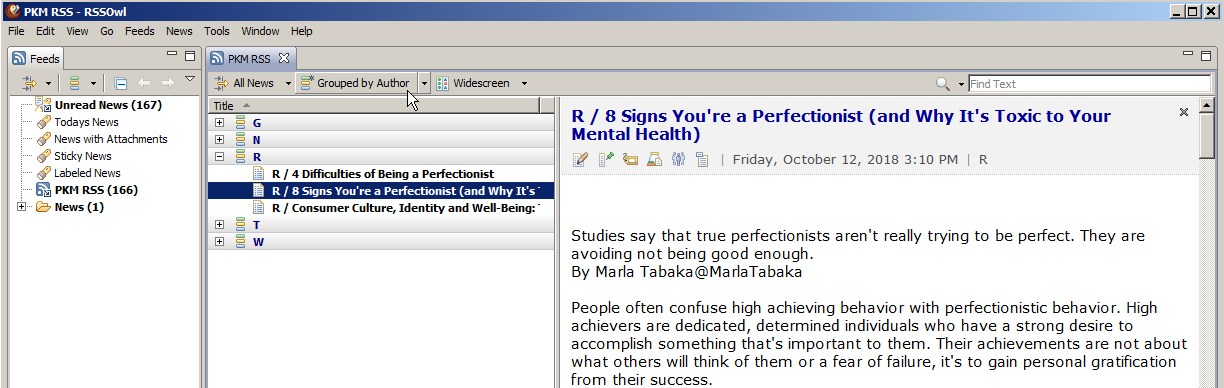 PKM RSS - RSSOwl
File Edit View Go Feeds News Tools Window Help
Feeds
PKM RSS
All News
Grouped by Author
Widescreen
Find Text
Unread News (167)
Todays News
News with Attachments
Sticky News
Labeled News
PKM RSS (166)
News (1)
Title
G
N
R
R / 4 Difficulties of Being a Perfectionist
R / 8 Signs You're a Perfectionist (and Why It's
R / Consumer Culture, Identity and Well-Being:
T
W
R / 8 Signs You're a Perfectionist (and Why It's Toxic to Your
Mental Health)
| Friday, October 12, 2018 3:10 PM | R
Studies say that true perfectionists aren't really trying to be perfect. They are
avoiding not being good enough.
By Marla Tabaka@MarlaTabaka
People often confuse high achieving behavior with perfectionistic behavior. High
achievers are dedicated, determined individuals who have a strong desire to
accomplish something that's important to them. Their achievements are not about
what others will think of them or a fear of failure, it's to gain personal gratification
from their success.